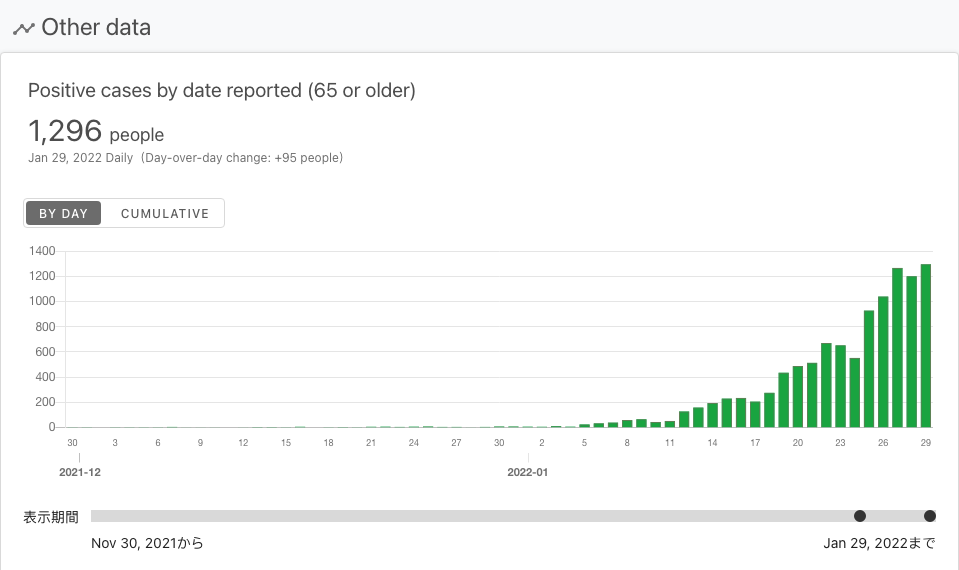 Other data
Positive cases by date reported (65 or older)
1,296 people
Jan 29, 2022 Daily (Day-over-day change: +95 people)
BY DAY CUMULATIVE
1400
1200
1000
800
600
400
200
0
30 3 6 9 12 15 18 21 24 27 30 2 5 8 11 14 17 20 23 26 29
2021-12 2022-01
表示期間
Nov 30, 2021から Jan 29, 2022まで